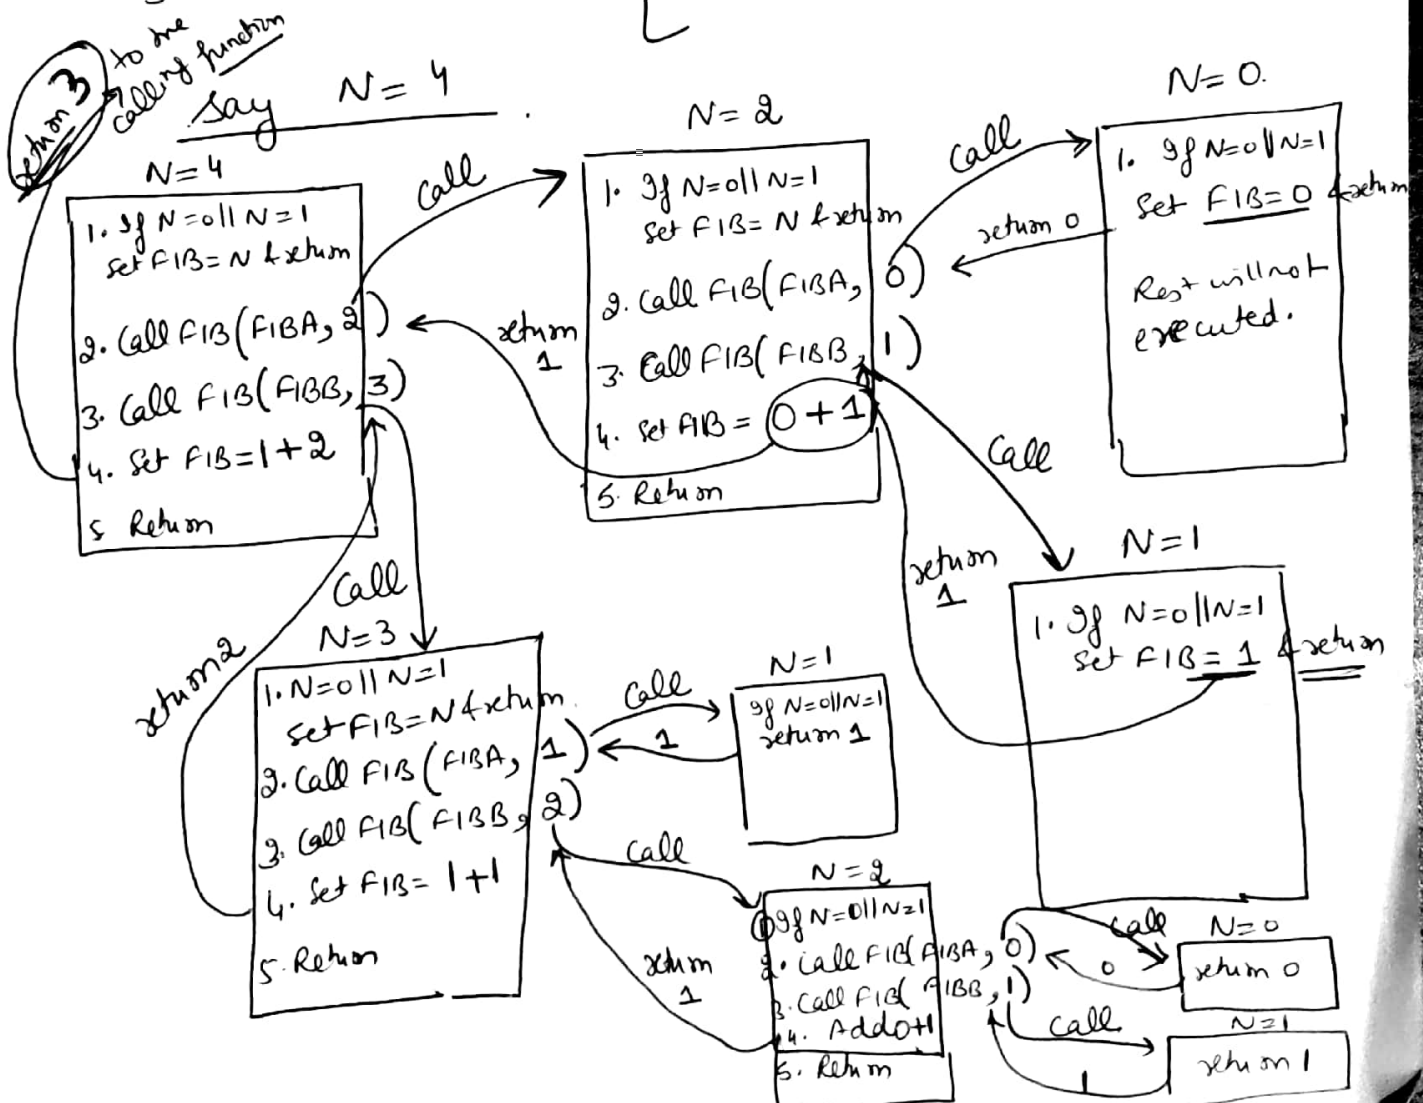 return 3
to the
calling function
Say N = 4
N = 4
1. If N=0 || N=1
Set FIB = N & return
2. Call FIB(FIBA, 2)
3. Call FIB(FIBB, 3)
4. Set FIB = 1 + 2
5 Return
call
return
1
N = 2
1. If N=0 || N=1
Set FIB = N & return
2. Call FIB(FIBA, 0)
3. Call FIB(FIBB, 1)
4. Set FIB = 0 + 1
5. Return
call
return 0
N = 0.
1. If N=0 || N=1
Set FIB = 0 & return
Rest will not
executed.
Call
return
1
N = 1
1. If N=0 || N=1
Set FIB = 1 & return
Call
return 2
N = 3
1. N=0 || N=1
Set FIB = N & return.
2. Call FIB(FIBA, 1)
3. Call FIB(FIBB, 2)
4. Set FIB = 1+1
5. Return
Call
1
N = 1
If N=0 || N=1
return 1
call
return
1
N = 2
1 If N=0 || N=1
2. Call FIB(FIBA, 0)
3. Call FIB(FIBB, 1)
4. Add 0+1
5. Return
call
0
N = 0
return 0
call
1
N = 1
return 1